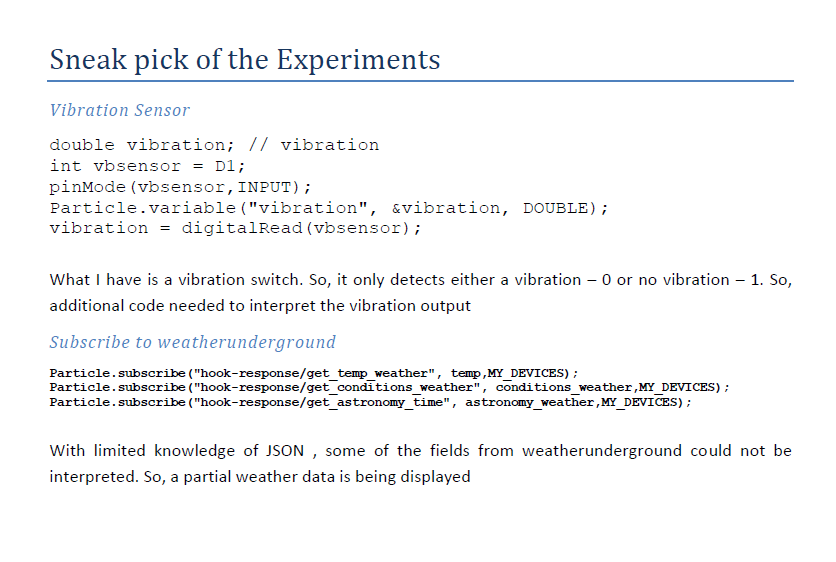 Sneak pick of the Experiments
Vibration Sensor
double vibration; // vibration
int vbsensor = D1;
pinMode(vbsensor,INPUT);
Particle.variable("vibration", &vibration, DOUBLE);
vibration = digitalRead(vbsensor);
What I have is a vibration switch. So, it only detects either a vibration – 0 or no vibration – 1. So,
additional code needed to interpret the vibration output
Subscribe to weatherunderground
Particle.subscribe("hook-response/get_temp_weather", temp,MY_DEVICES);
Particle.subscribe("hook-response/get_conditions_weather", conditions_weather,MY_DEVICES);
Particle.subscribe("hook-response/get_astronomy_time", astronomy_weather,MY_DEVICES);
With limited knowledge of JSON , some of the fields from weatherunderground could not be
interpreted. So, a partial weather data is being displayed